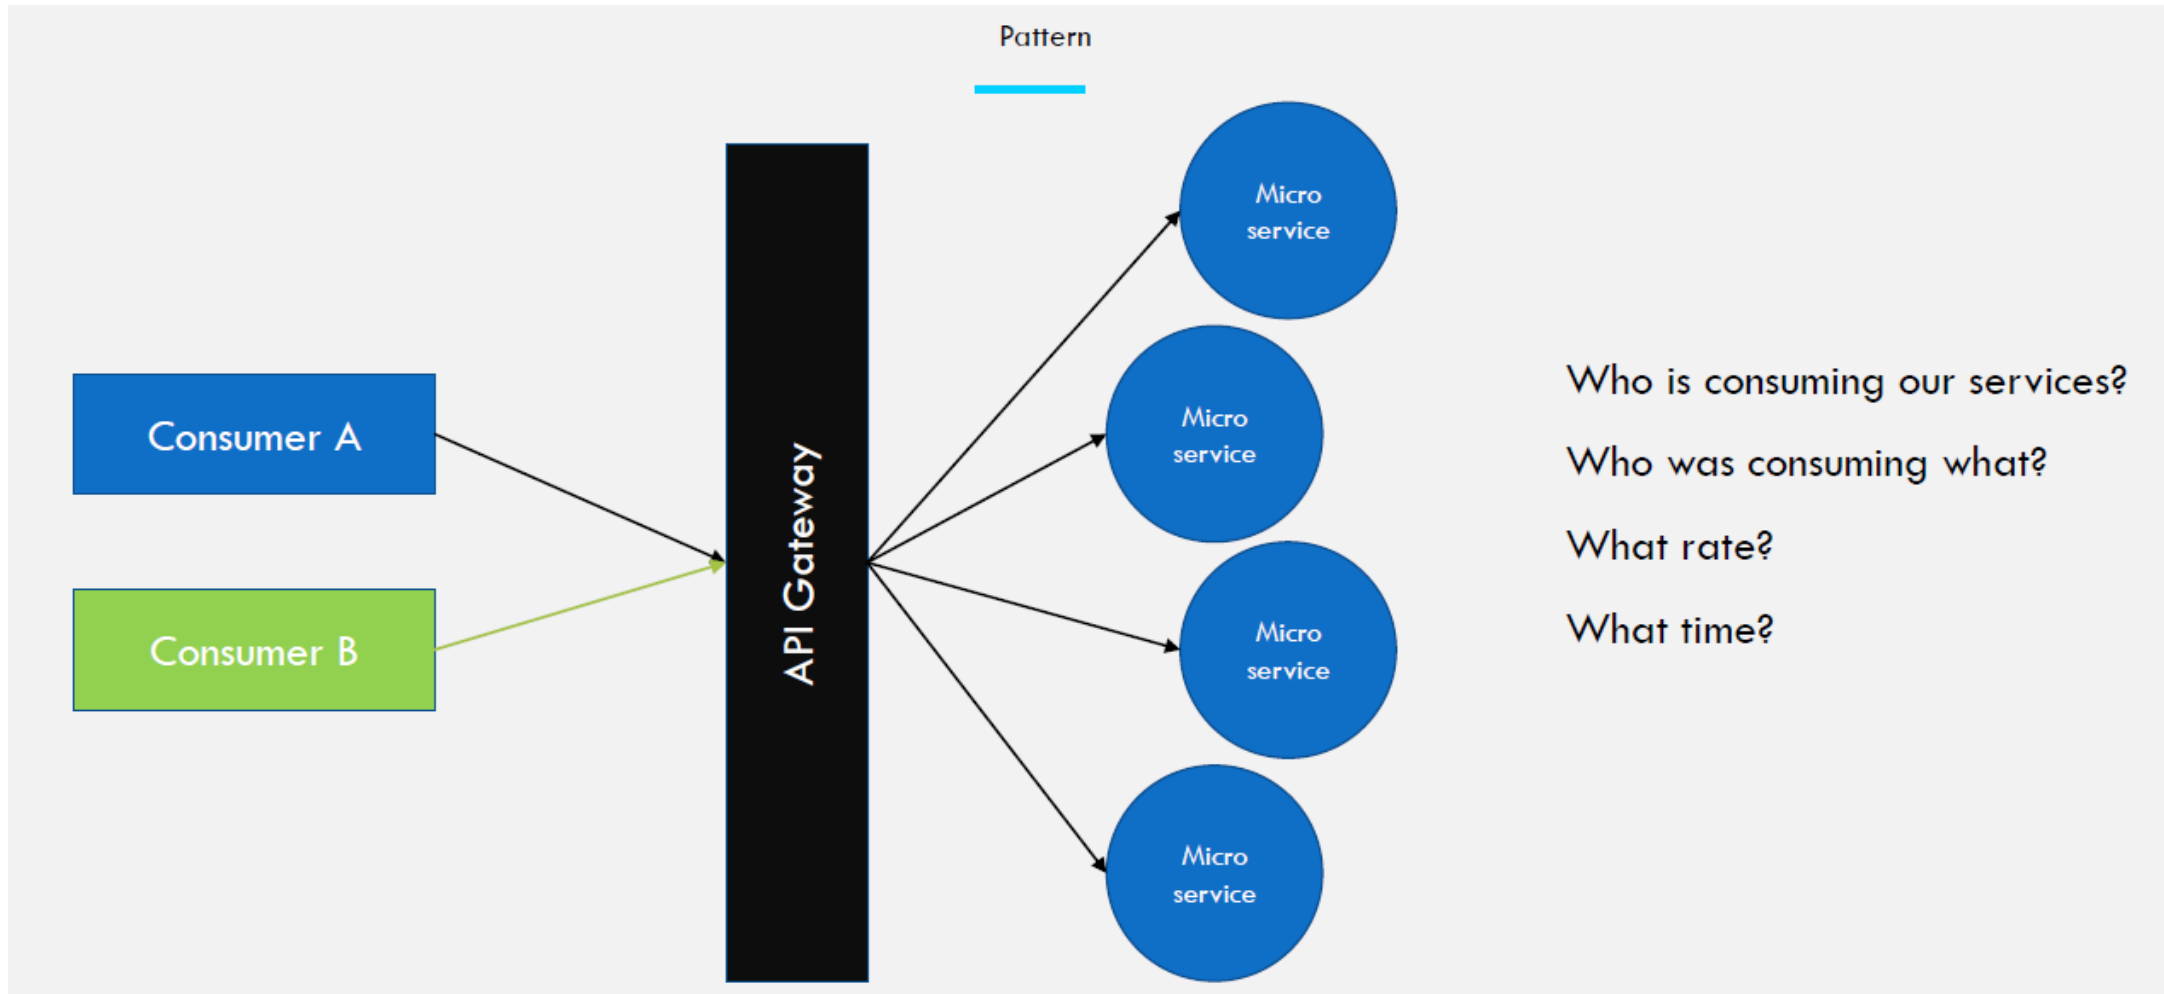 Pattern
Consumer A
Consumer B
API Gateway
Micro
service
Micro
service
Micro
service
Micro
service
Who is consuming our services?
Who was consuming what?
What rate?
What time?